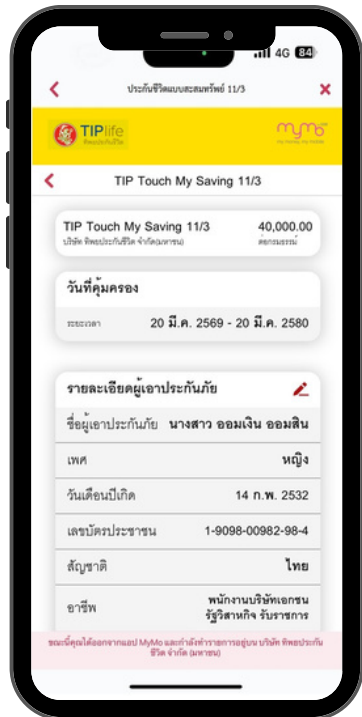 4G 84
ประกันชีวิตแบบสะสมทรัพย์ 11/3
TIPlife
ทิพยประกันชีวิต
mymo
my money, my mobile
TIP Touch My Saving 11/3
TIP Touch My Saving 11/3 40,000.00
บริษัท ทิพยประกันชีวิต จำกัด(มหาชน) ต่อกรมธรรม์
วันที่คุ้มครอง
ระยะเวลา 20 มี.ค. 2569 - 20 มี.ค. 2580
รายละเอียดผู้เอาประกันภัย
ชื่อผู้เอาประกันภัย นางสาว ออมเงิน ออมสิน
เพศ หญิง
วันเดือนปีเกิด 14 ก.พ. 2532
เลขบัตรประชาชน 1-9098-00982-98-4
สัญชาติ ไทย
อาชีพ พนักงานบริษัทเอกชน
รัฐวิสาหกิจ รับราชการ
ขณะนี้คุณได้ออกจากแอป MyMo และกำลังทำรายการอยู่บน บริษัท ทิพยประกัน
ชีวิต จำกัด (มหาชน)